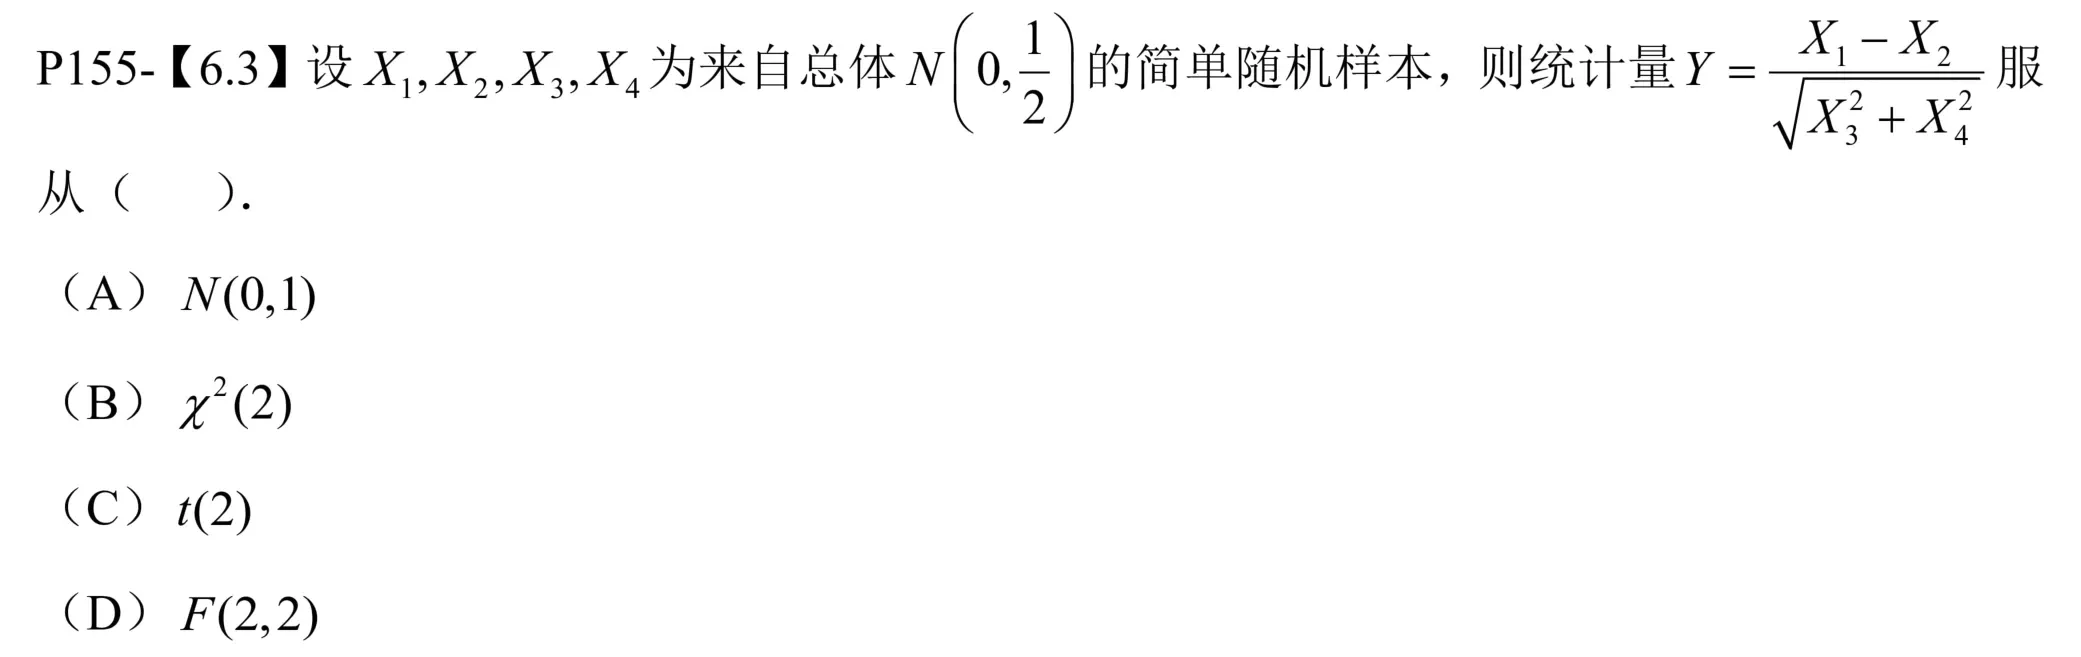 P155-【6.3】设 $X_1, X_2, X_3, X_4$ 为来自总体 $N\left(0, \frac{1}{2}\right)$ 的简单随机样本，则统计量 $Y = \frac{X_1 - X_2}{\sqrt{X_3^2 + X_4^2}}$ 服
从（　　）.
（A） $N(0,1)$
（B） $\chi^2(2)$
（C） $t(2)$
（D） $F(2,2)$